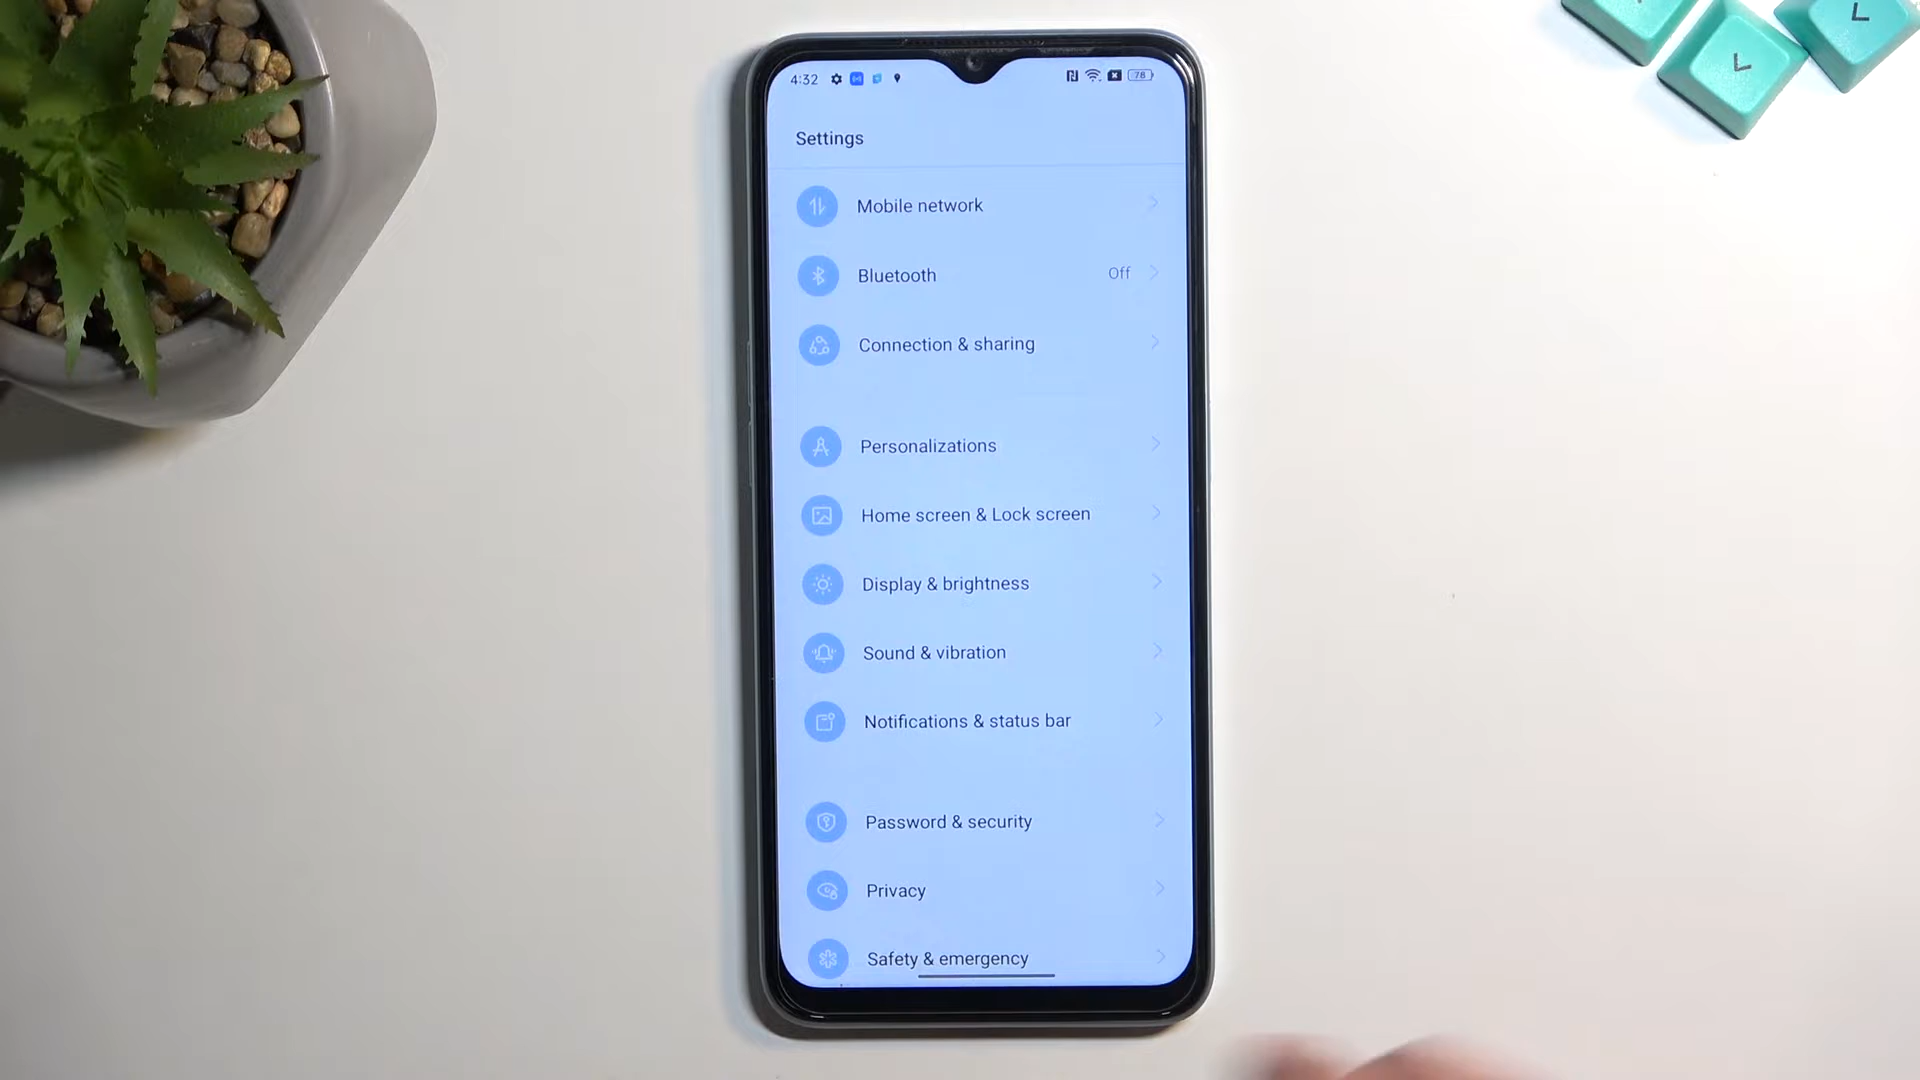 4:32
78
Settings
Mobile network
Bluetooth Off
Connection & sharing
Personalizations
Home screen & Lock screen
Display & brightness
Sound & vibration
Notifications & status bar
Password & security
Privacy
Safety & emergency